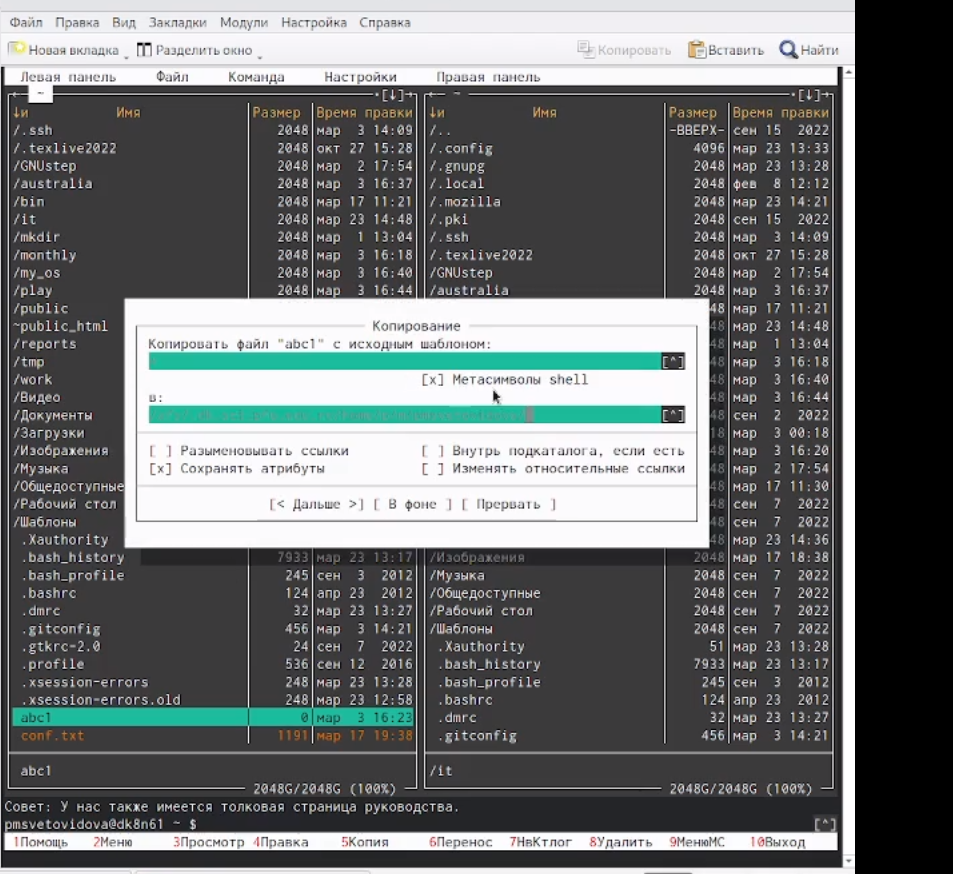 Файл Правка Вид Закладки Модули Настройка Справка
Новая вкладка Разделить окно Копировать Вставить Найти
Левая панель Файл Команда Настройки Правая панель
~ .[↓] ~ .[↓]
↓и Имя Размер Время правки ↓и Имя Размер Время правки
/.ssh 2048 мар 3 14:09 /.. -ВВЕРХ- сен 15 2022
/.texlive2022 2048 окт 27 15:28 /.config 4096 мар 23 13:33
/GNUstep 2048 мар 2 17:54 /.gnupg 2048 мар 23 13:28
/australia 2048 мар 3 16:37 /.local 2048 фев 8 12:12
/bin 2048 мар 17 11:21 /.mozilla 2048 мар 23 14:21
/it 2048 мар 23 14:48 /.pki 2048 сен 15 2022
/mkdir 2048 мар 1 13:04 /.ssh 2048 мар 3 14:09
/monthly 2048 мар 3 16:18 /.texlive2022 2048 окт 27 15:28
/my_os 2048 мар 3 16:40 /GNUstep 2048 мар 2 17:54
/play 2048 мар 3 16:44 /australia 2048 мар 3 16:37
/public 48 мар 17 11:21
~public_html 48 мар 23 14:48
/reports 48 мар 1 13:04
/tmp 48 мар 3 16:18
/work 48 мар 3 16:40
/Видео 48 мар 3 16:44
/Документы 48 сен 2 2022
/Загрузки 18 мар 3 00:18
/Изображения 48 мар 3 16:20
/Музыка 48 мар 2 17:54
/Общедоступные 48 мар 17 11:30
/Рабочий стол 48 сен 7 2022
/Шаблоны 48 сен 7 2022
Копирование
Копировать файл "abc1" с исходным шаблоном:
[^]
[x] Метасимволы shell
в:
[^]
[ ] Разыменовывать ссылки [ ] Внутрь подкаталога, если есть
[x] Сохранять атрибуты [ ] Изменять относительные ссылки
[< Дальше >] [ В фоне ] [ Прервать ]
.Xauthority 48 мар 23 14:36
.bash_history 7933 мар 23 13:17 /Изображения 2048 мар 17 18:38
.bash_profile 245 сен 3 2012 /Музыка 2048 сен 7 2022
.bashrc 124 апр 23 2012 /Общедоступные 2048 сен 7 2022
.dmrc 32 мар 23 13:27 /Рабочий стол 2048 сен 7 2022
.gitconfig 456 мар 3 14:21 /Шаблоны 2048 сен 7 2022
.gtkrc-2.0 24 сен 7 2022 .Xauthority 51 мар 23 13:28
.profile 536 сен 12 2016 .bash_history 7933 мар 23 13:17
.xsession-errors 248 мар 23 13:28 .bash_profile 245 сен 3 2012
.xsession-errors.old 248 мар 23 12:58 .bashrc 124 апр 23 2012
abc1 0 мар 3 16:23 .dmrc 32 мар 23 13:27
conf.txt 1191 мар 17 19:38 .gitconfig 456 мар 3 14:21
abc1 /it
2048G/2048G (100%) 2048G/2048G (100%)
Совет: У нас также имеется толковая страница руководства.
pmsvetovidova@dk8n61 ~ $ [^]
1Помощь 2Меню 3Просмотр 4Правка 5Копия 6Перенос 7НвКтлог 8Удалить 9МенюМС 10Выход